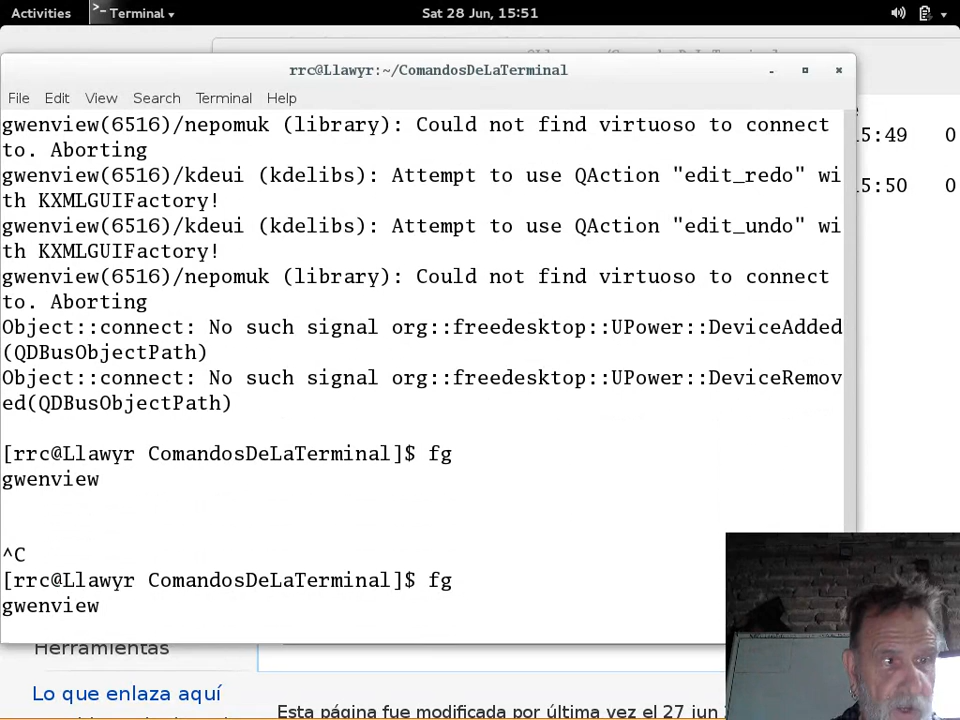 Activities
Terminal
Sat 28 Jun, 15:51
rrc@Llawyr:~/ComandosDeLaTerminal
File Edit View Search Terminal Help
gwenview(6516)/nepomuk (library): Could not find virtuoso to connect
to. Aborting
gwenview(6516)/kdeui (kdelibs): Attempt to use QAction "edit_redo" wi
th KXMLGUIFactory!
gwenview(6516)/kdeui (kdelibs): Attempt to use QAction "edit_undo" wi
th KXMLGUIFactory!
gwenview(6516)/nepomuk (library): Could not find virtuoso to connect
to. Aborting
Object::connect: No such signal org::freedesktop::UPower::DeviceAdded
(QDBusObjectPath)
Object::connect: No such signal org::freedesktop::UPower::DeviceRemov
ed(QDBusObjectPath)
[rrc@Llawyr ComandosDeLaTerminal]$ fg
gwenview
^C
[rrc@Llawyr ComandosDeLaTerminal]$ fg
gwenview
15:49 0
15:50 0
Herramientas
Lo que enlaza aquí
Esta página fue modificada por última vez el 27 jun